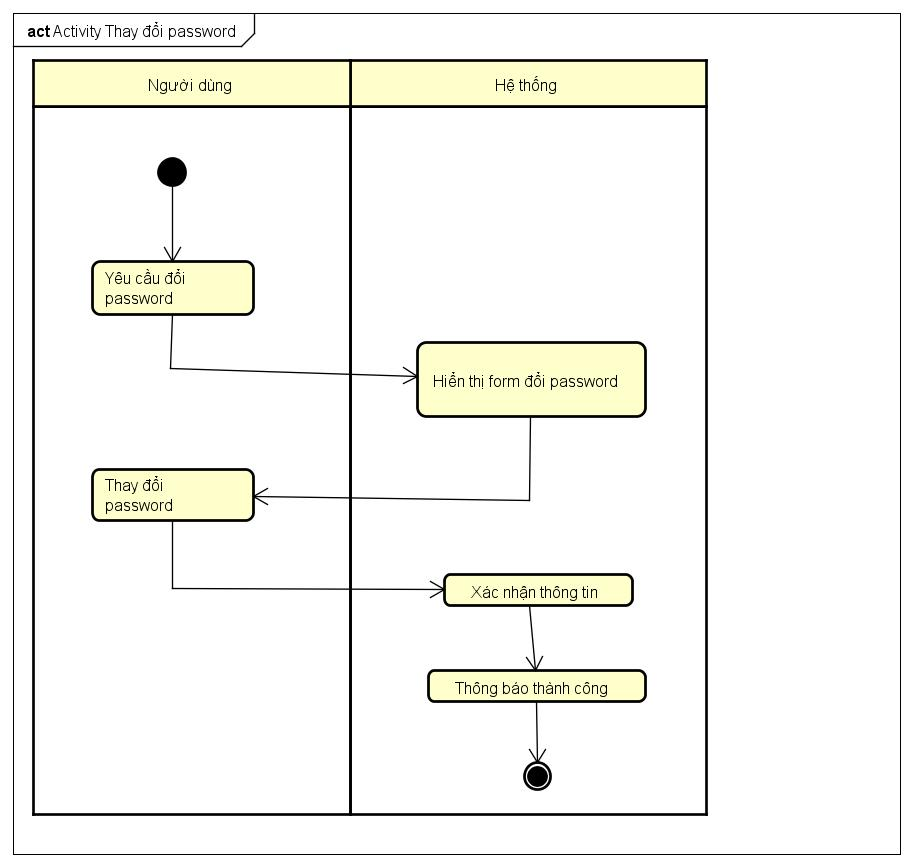 act Activity Thay đổi password
Người dùng
Hệ thống
Yêu cầu đổi
password
Hiển thị form đổi password
Thay đổi
password
Xác nhận thông tin
Thông báo thành công